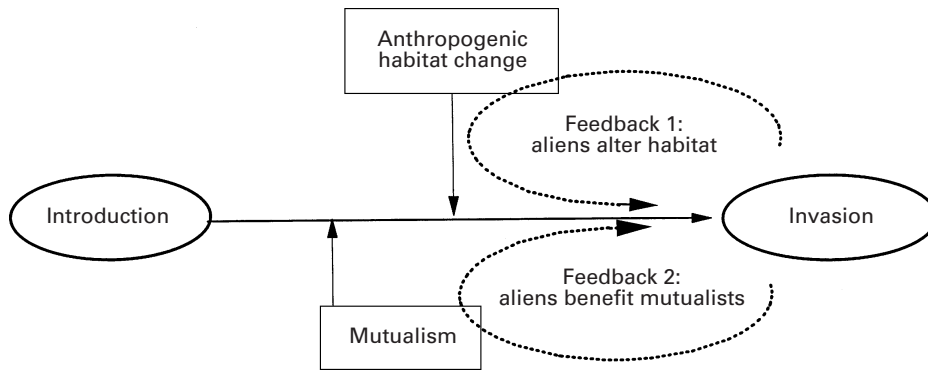 Anthropogenic
habitat change
Feedback 1:
aliens alter habitat
Introduction
Invasion
Feedback 2:
aliens benefit mutualists
Mutualism